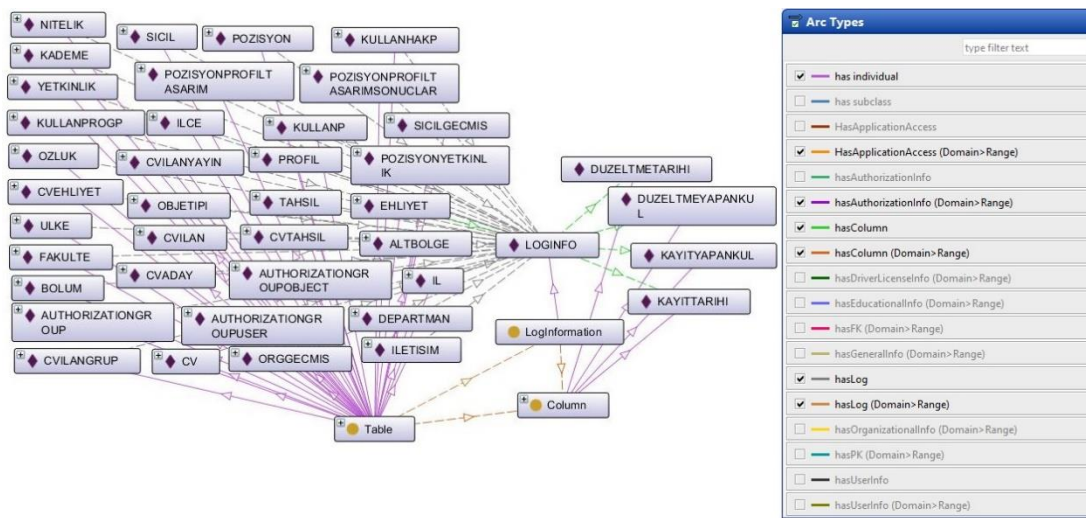 NITELIK
SICIL
POZISYON
KULLANHAKP
KADEME
POZISYONPROFILT
ASARIM
POZISYONPROFILT
ASARIMSONUCLAR
YETKINLIK
KULLANPROGP
ILCE
KULLANP
SICILGECMIS
OZLUK
CVILANYAYIN
PROFIL
POZISYONYETKINL
IK
CVEHLIYET
OBJETIPI
TAHSIL
EHLIYET
ULKE
CVILAN
CVTAHSIL
ALTBOLGE
FAKULTE
CVADAY
AUTHORIZATIONGR
OUPOBJECT
IL
BOLUM
AUTHORIZATIONGR
OUP
AUTHORIZATIONGR
OUPUSER
DEPARTMAN
CVILANGRUP
CV
ORGGECMIS
ILETISIM
LOGINFO
DUZELTMETARIHI
DUZELTMEYAPANKU
L
KAYITYAPANKUL
KAYITTARIHI
LogInformation
Column
Table
Arc Types
type filter text
has individual
has subclass
HasApplicationAccess
HasApplicationAccess (Domain>Range)
hasAuthorizationInfo
hasAuthorizationInfo (Domain>Range)
hasColumn
hasColumn (Domain>Range)
hasDriverLicenseInfo (Domain>Range)
hasEducationalInfo (Domain>Range)
hasFK (Domain>Range)
hasGeneralInfo (Domain>Range)
hasLog
hasLog (Domain>Range)
hasOrganizationalInfo (Domain>Range)
hasPK (Domain>Range)
hasUserInfo
hasUserInfo (Domain>Range)